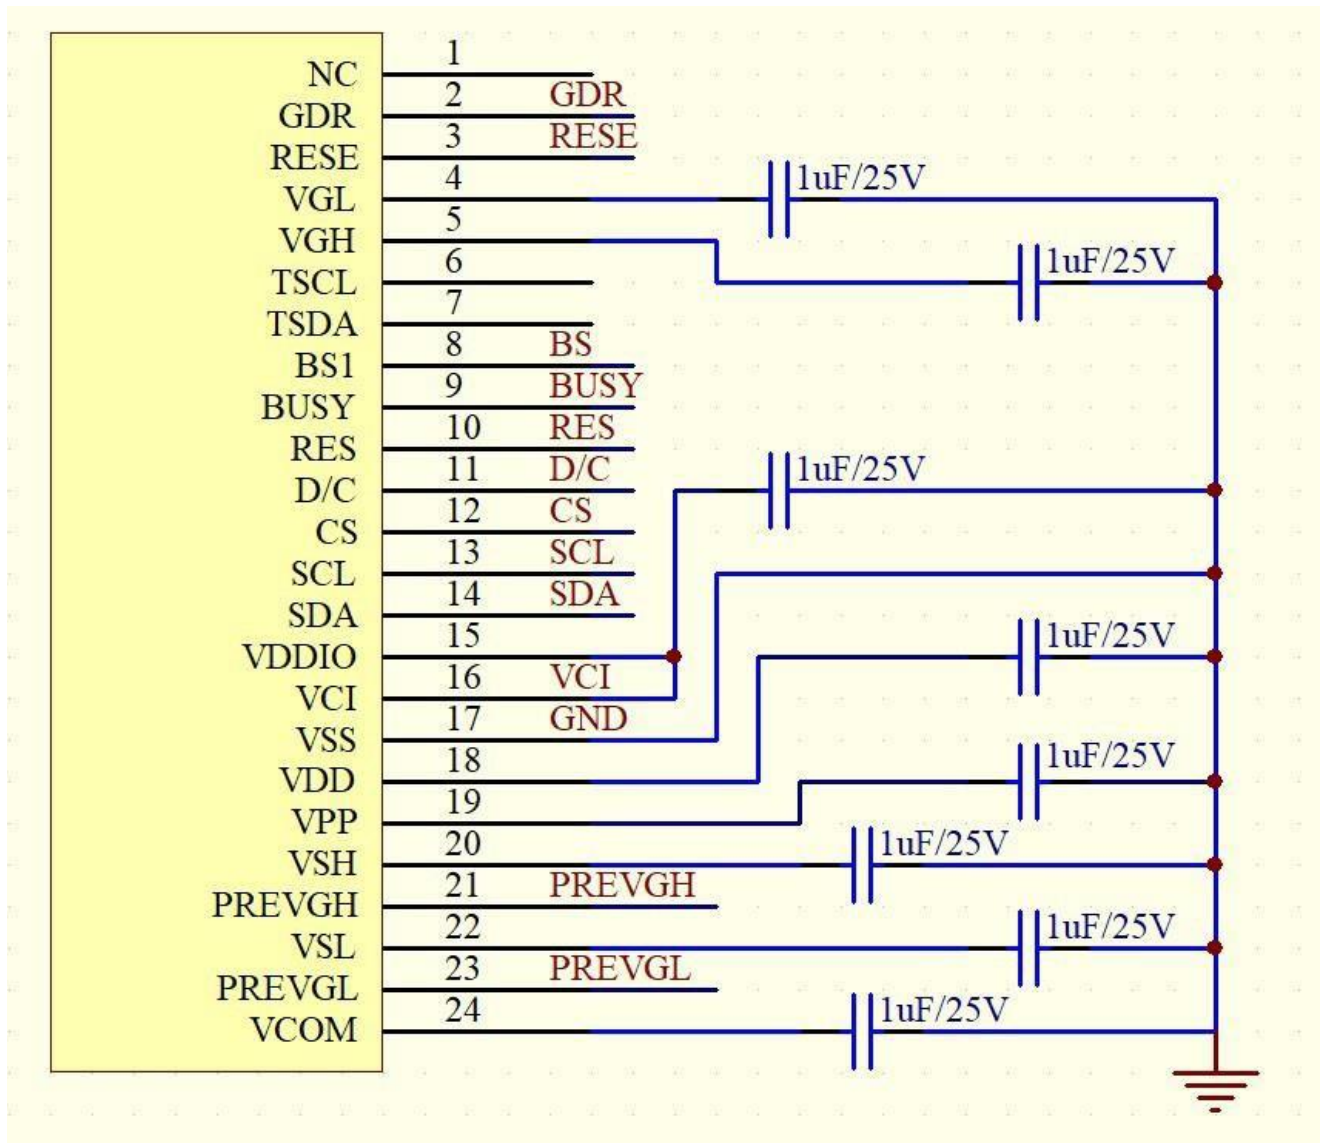 1
NC
2 GDR
GDR
3 RESE
RESE
4 1uF/25V
VGL
5
VGH
6 1uF/25V
TSCL
7
TSDA
8 BS
BS1
9 BUSY
BUSY
10 RES
RES
11 D/C 1uF/25V
D/C
12 CS
CS
13 SCL
SCL
14 SDA
SDA
15 1uF/25V
VDDIO
16 VCI
VCI
17 GND
VSS
18 1uF/25V
VDD
19
VPP
20 1uF/25V
VSH
21 PREVGH
PREVGH
22 1uF/25V
VSL
23 PREVGL
PREVGL
24 1uF/25V
VCOM